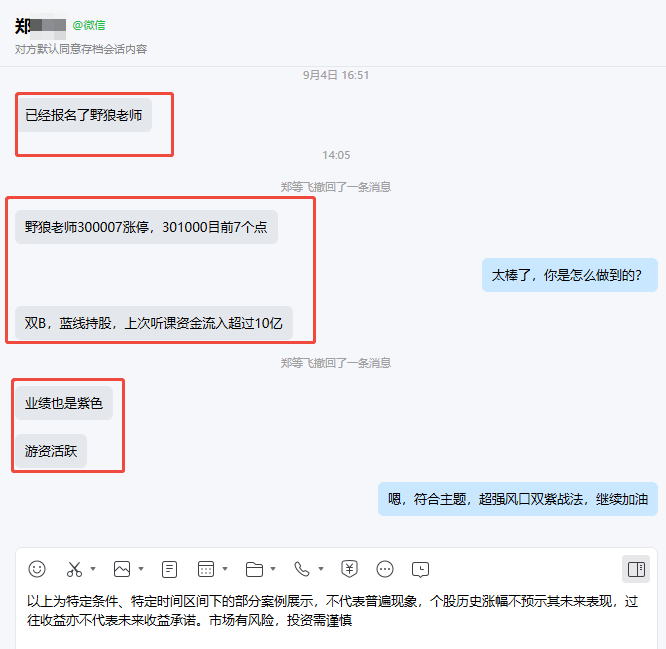 郑
@微信
对方默认同意存档会话内容
9月4日 16:51
已经报名了野狼老师
14:05
郑等飞撤回了一条消息
野狼老师300007涨停，301000目前7个点
太棒了，你是怎么做到的？
双B，蓝线持股，上次听课资金流入超过10亿
郑等飞撤回了一条消息
业绩也是紫色
游资活跃
嗯，符合主题，超强风口双紫战法，继续加油
以上为特定条件、特定时间区间下的部分案例展示，不代表普遍现象，个股历史涨幅不预示其未来表现，过
往收益亦不代表未来收益承诺。市场有风险，投资需谨慎